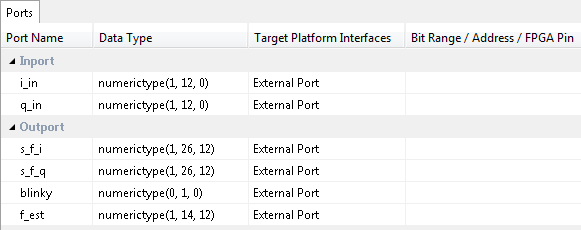 Ports
Port Name Data Type Target Platform Interfaces Bit Range / Address / FPGA Pin
Inport
i_in numerictype(1, 12, 0) External Port
q_in numerictype(1, 12, 0) External Port
Outport
s_f_i numerictype(1, 26, 12) External Port
s_f_q numerictype(1, 26, 12) External Port
blinky numerictype(0, 1, 0) External Port
f_est numerictype(1, 14, 12) External Port